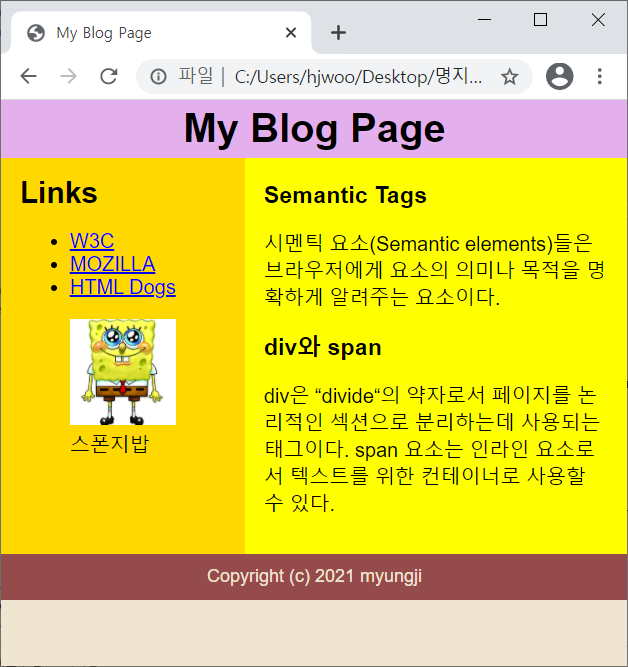 My Blog Page
파일 | C:/Users/hjwoo/Desktop/명지...
My Blog Page
Links
W3C
MOZILLA
HTML Dogs
스폰지밥
Semantic Tags
시멘틱 요소(Semantic elements)들은
브라우저에게 요소의 의미나 목적을 명
확하게 알려주는 요소이다.
div와 span
div은 “divide“의 약자로서 페이지를 논
리적인 섹션으로 분리하는데 사용되는
태그이다. span 요소는 인라인 요소로
서 텍스트를 위한 컨테이너로 사용할
수 있다.
Copyright (c) 2021 myungji